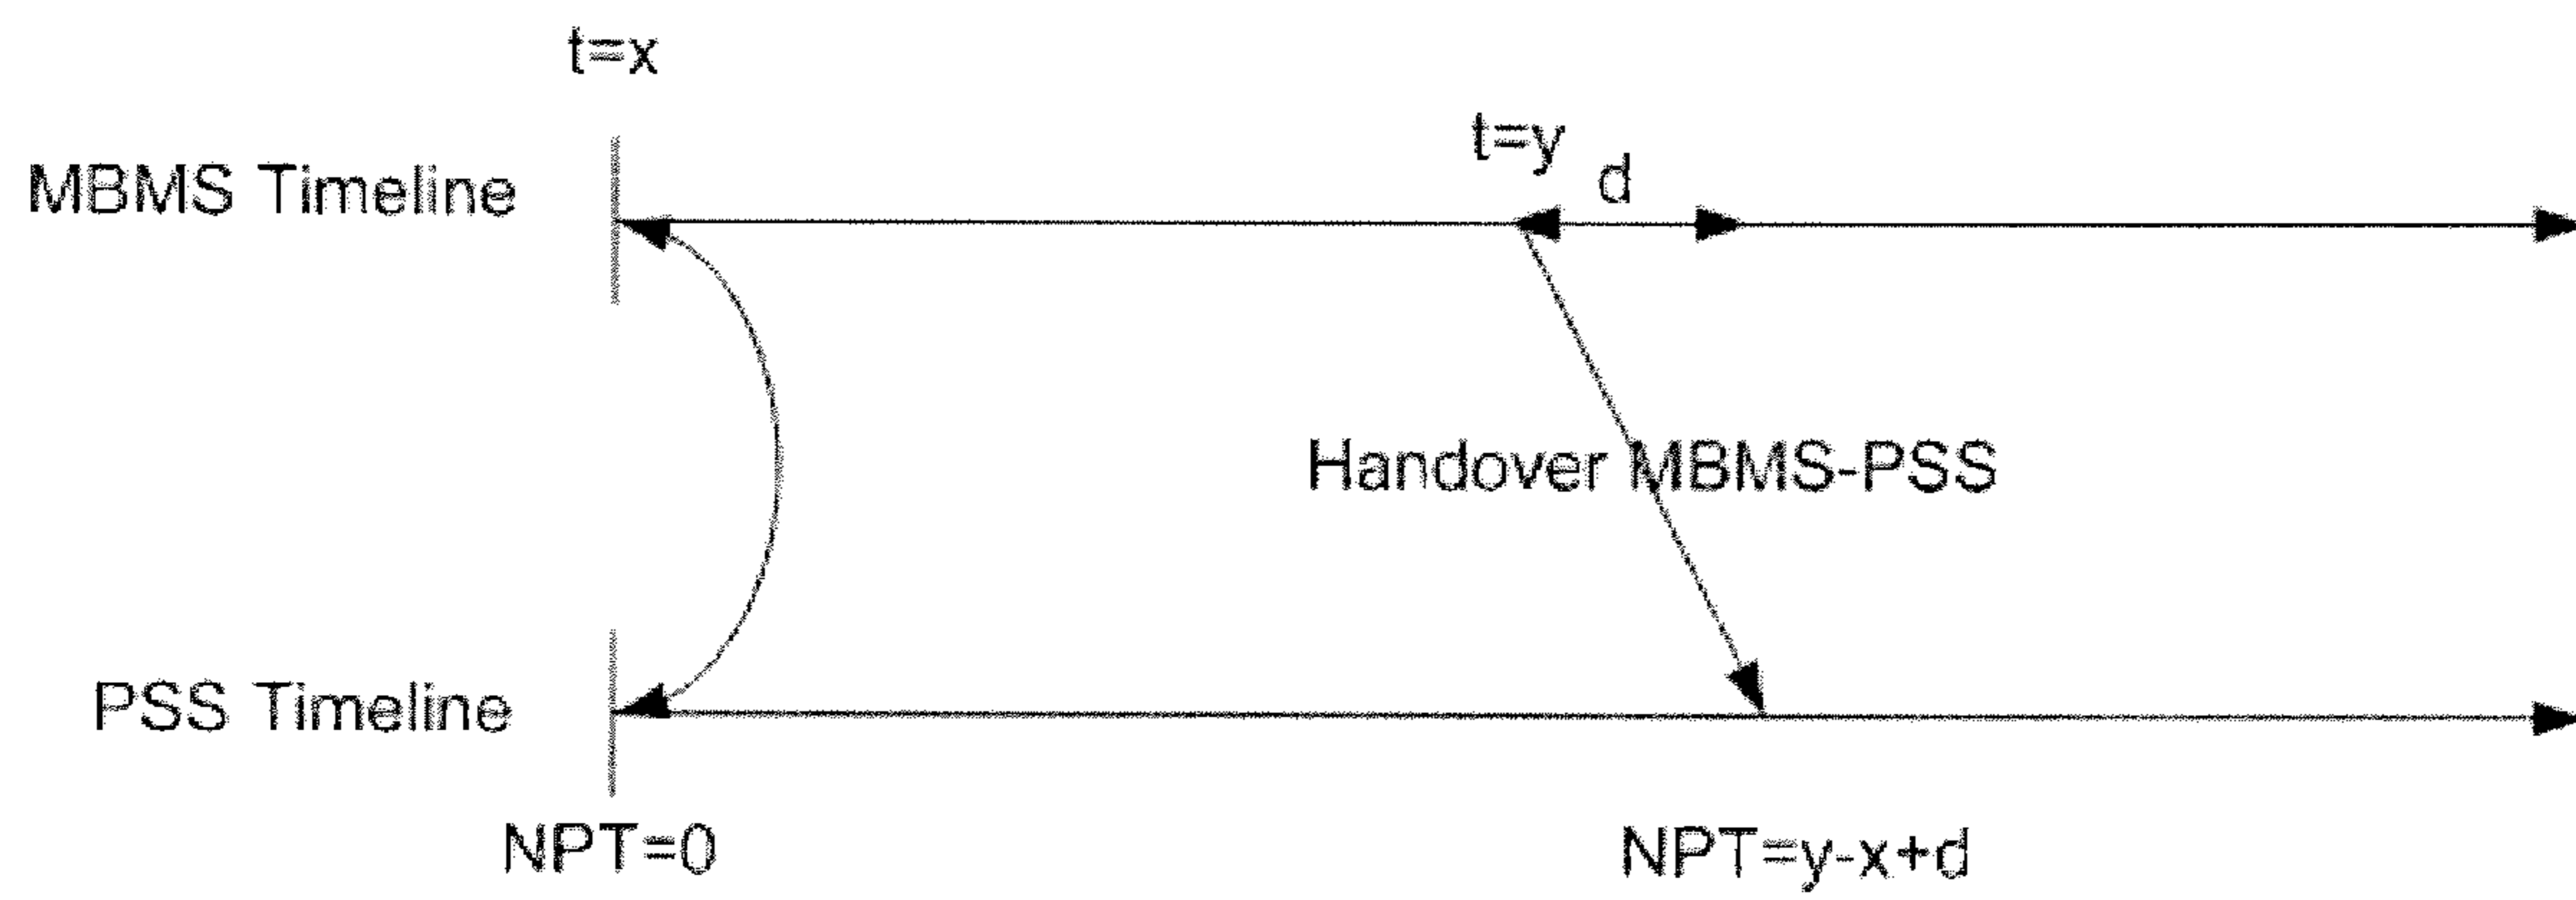 t=x
t=y
d
MBMS Timeline
Handover MBMS-PSS
PSS Timeline
NPT=0
NPT=y-x+d